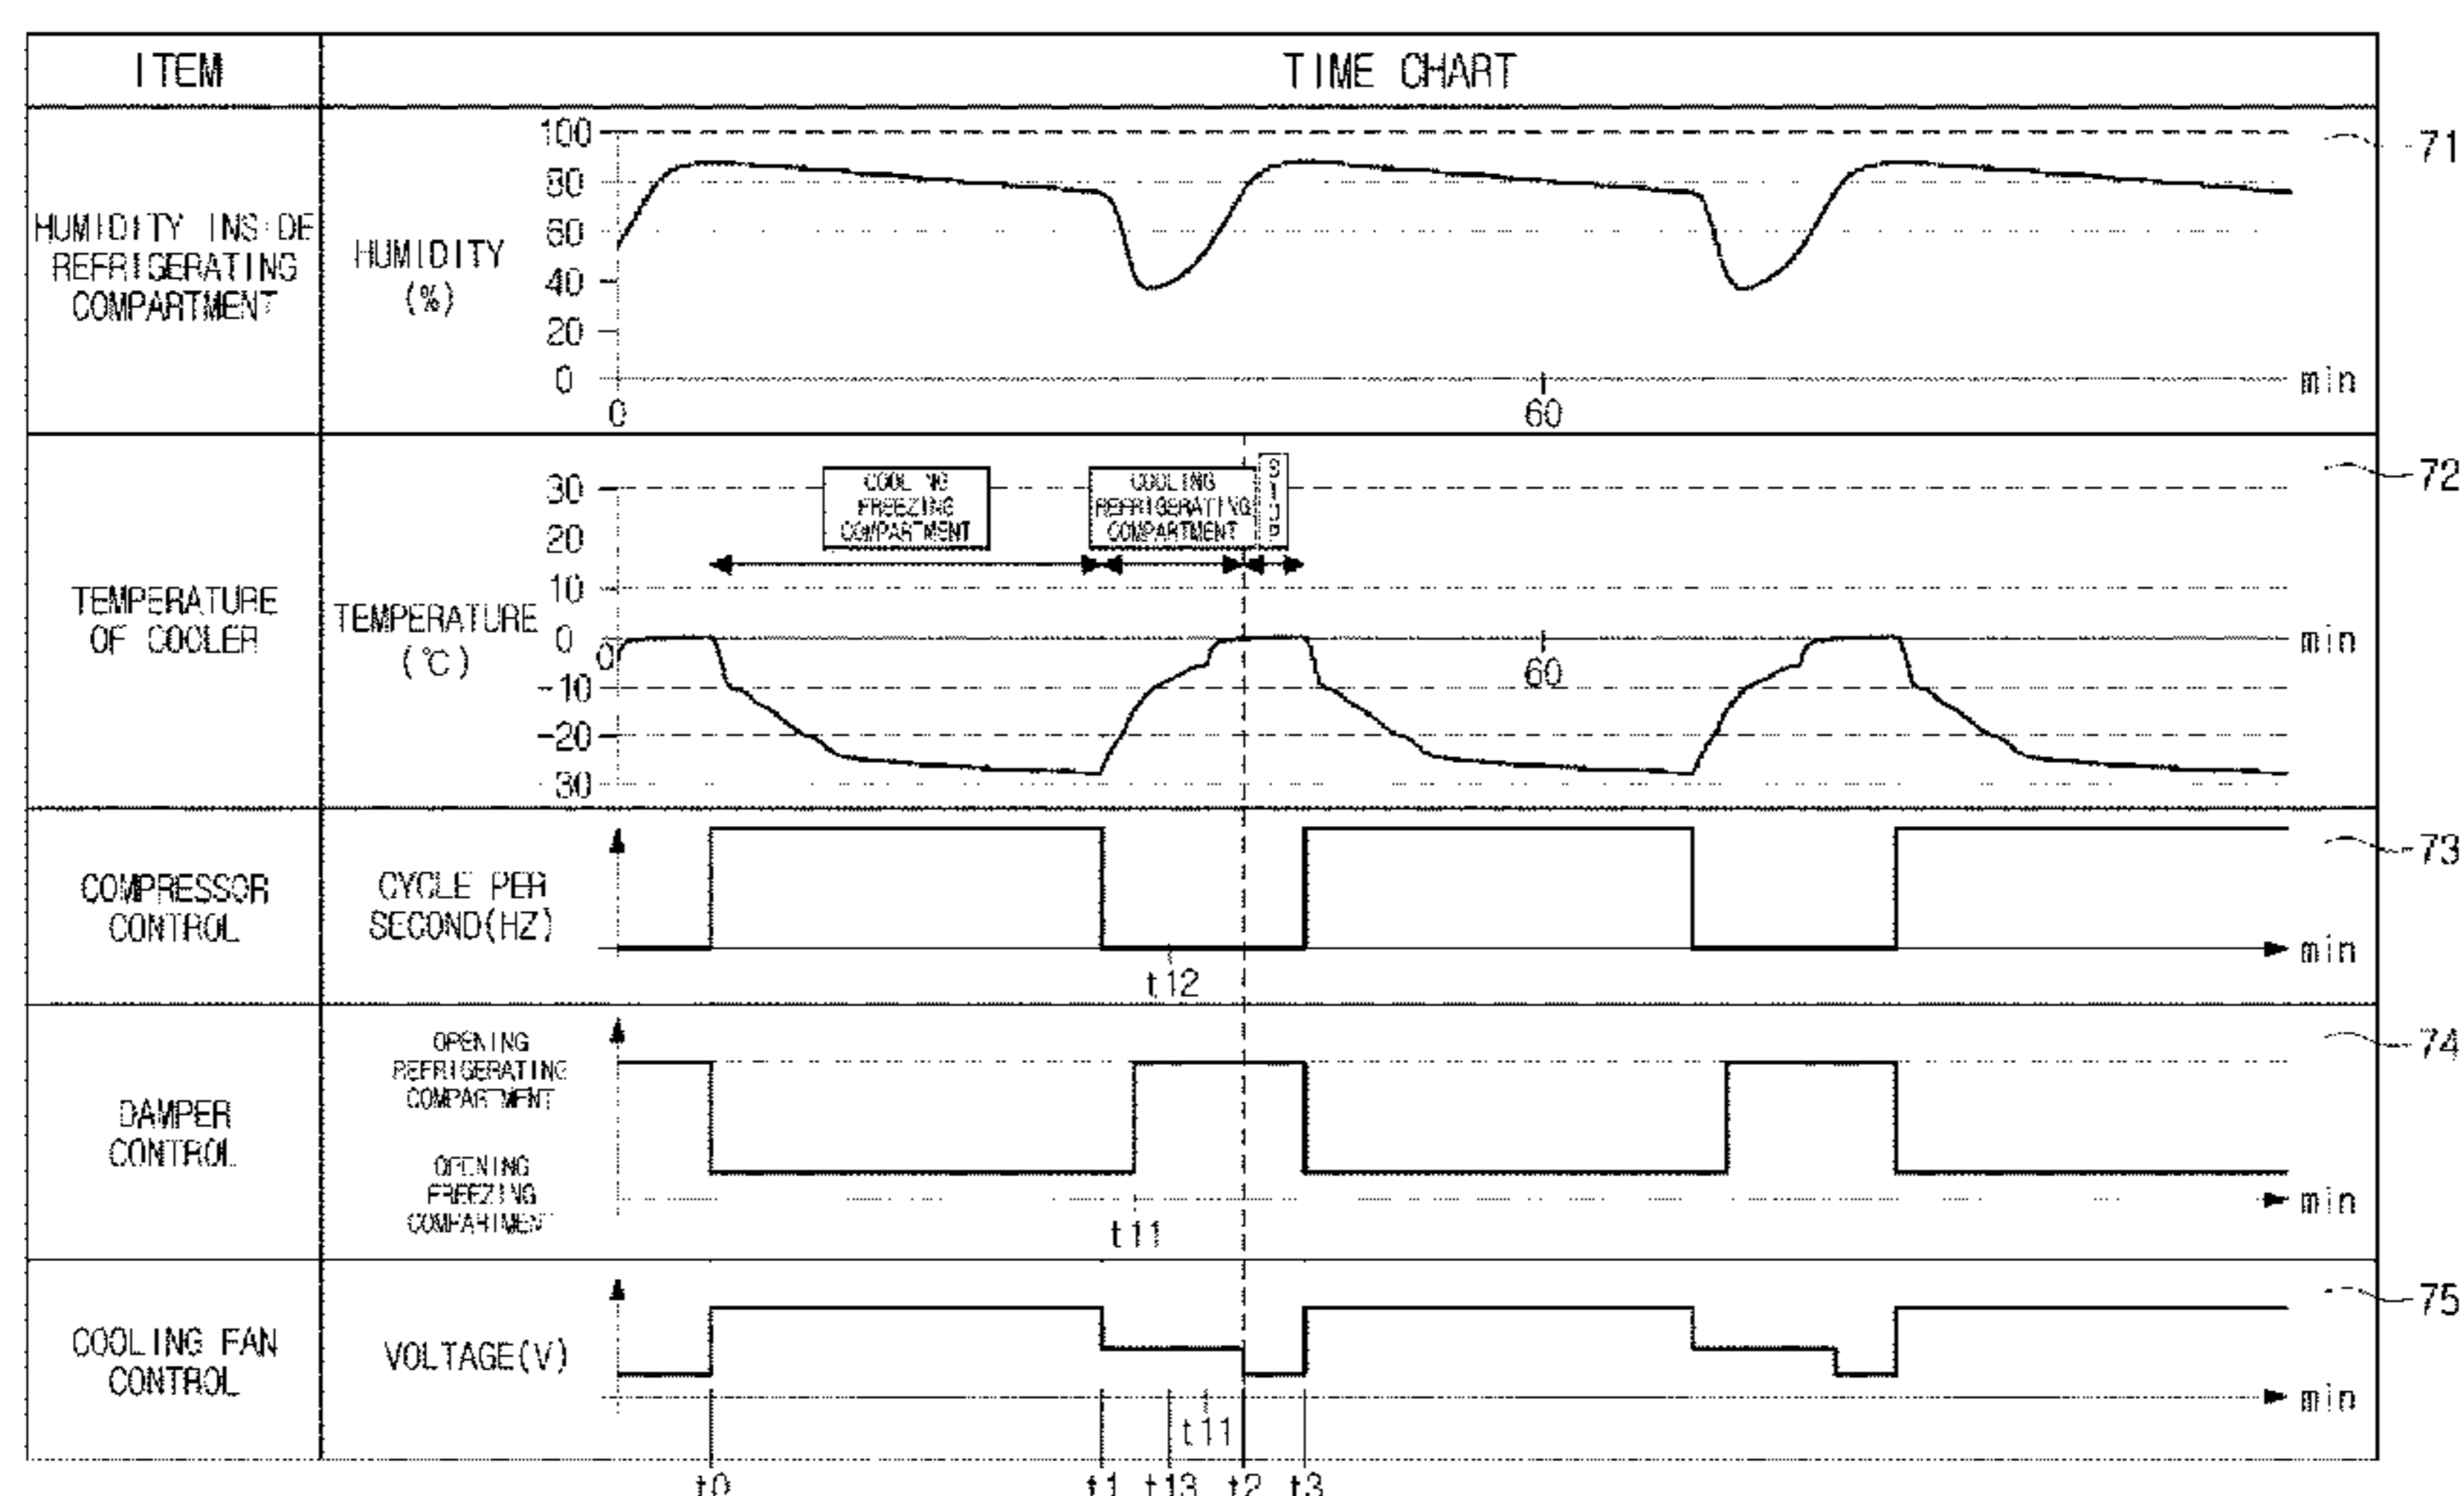 ITEM
TIME CHART
HUMIDITY INSIDE
REFRIGERATING
COMPARTMENT
HUMIDITY
(%)
100
80
60
40
20
0
0
60
min
71
TEMPERATURE
OF COOLER
TEMPERATURE
(℃)
30
20
10
0
0
-10
-20
-30
COOLING
FREEZING
COMPARTMENT
COOLING
REFRIGERATING
COMPARTMENT
60
min
72
COMPRESSOR
CONTROL
CYCLE PER
SECOND(HZ)
t12
min
73
DAMPER
CONTROL
OPENING
REFRIGERATING
COMPARTMENT
OPENING
FREEZING
COMPARTMENT
t11
min
74
COOLING FAN
CONTROL
VOLTAGE(V)
t11
min
75
t0
t1
t13
t2
t3